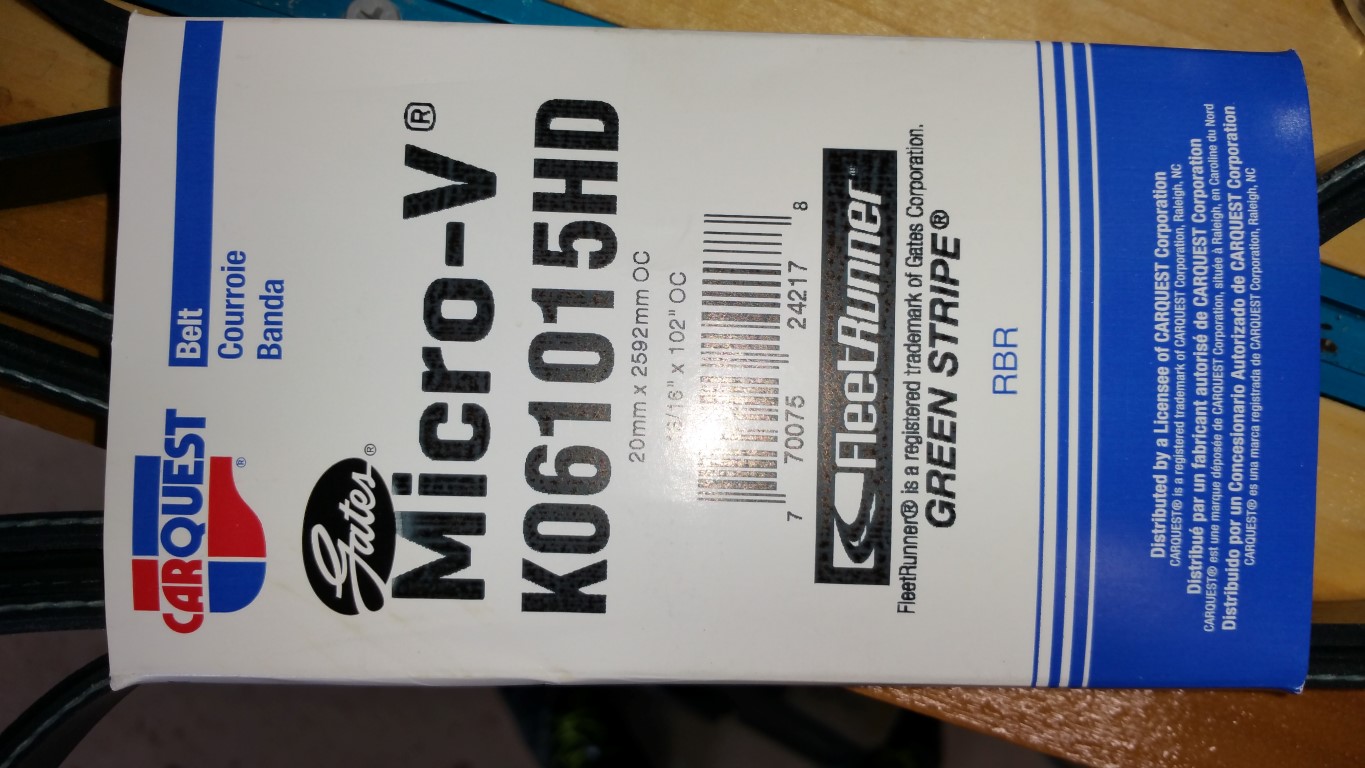 CARQUEST®
Belt
Courroie
Banda
Gates®
Micro-V®
K061015HD
20mm x 2592mm OC
13/16" x 102" OC
7 70075 24217 8
FleetRunner™
FleetRunner® is a registered trademark of Gates Corporation.
GREEN STRIPE®
RBR
Distributed by a Licensee of CARQUEST Corporation
CARQUEST® is a registered trademark of CARQUEST Corporation, Raleigh, NC
Distribué par un fabricant autorisé de CARQUEST Corporation
CARQUEST® est une marque déposée de CARQUEST Corporation, située à Raleigh, en Caroline du Nord
Distribuido por un Concesionario Autorizado de CARQUEST Corporation
CARQUEST® es una marca registrada de CARQUEST Corporation, Raleigh, NC